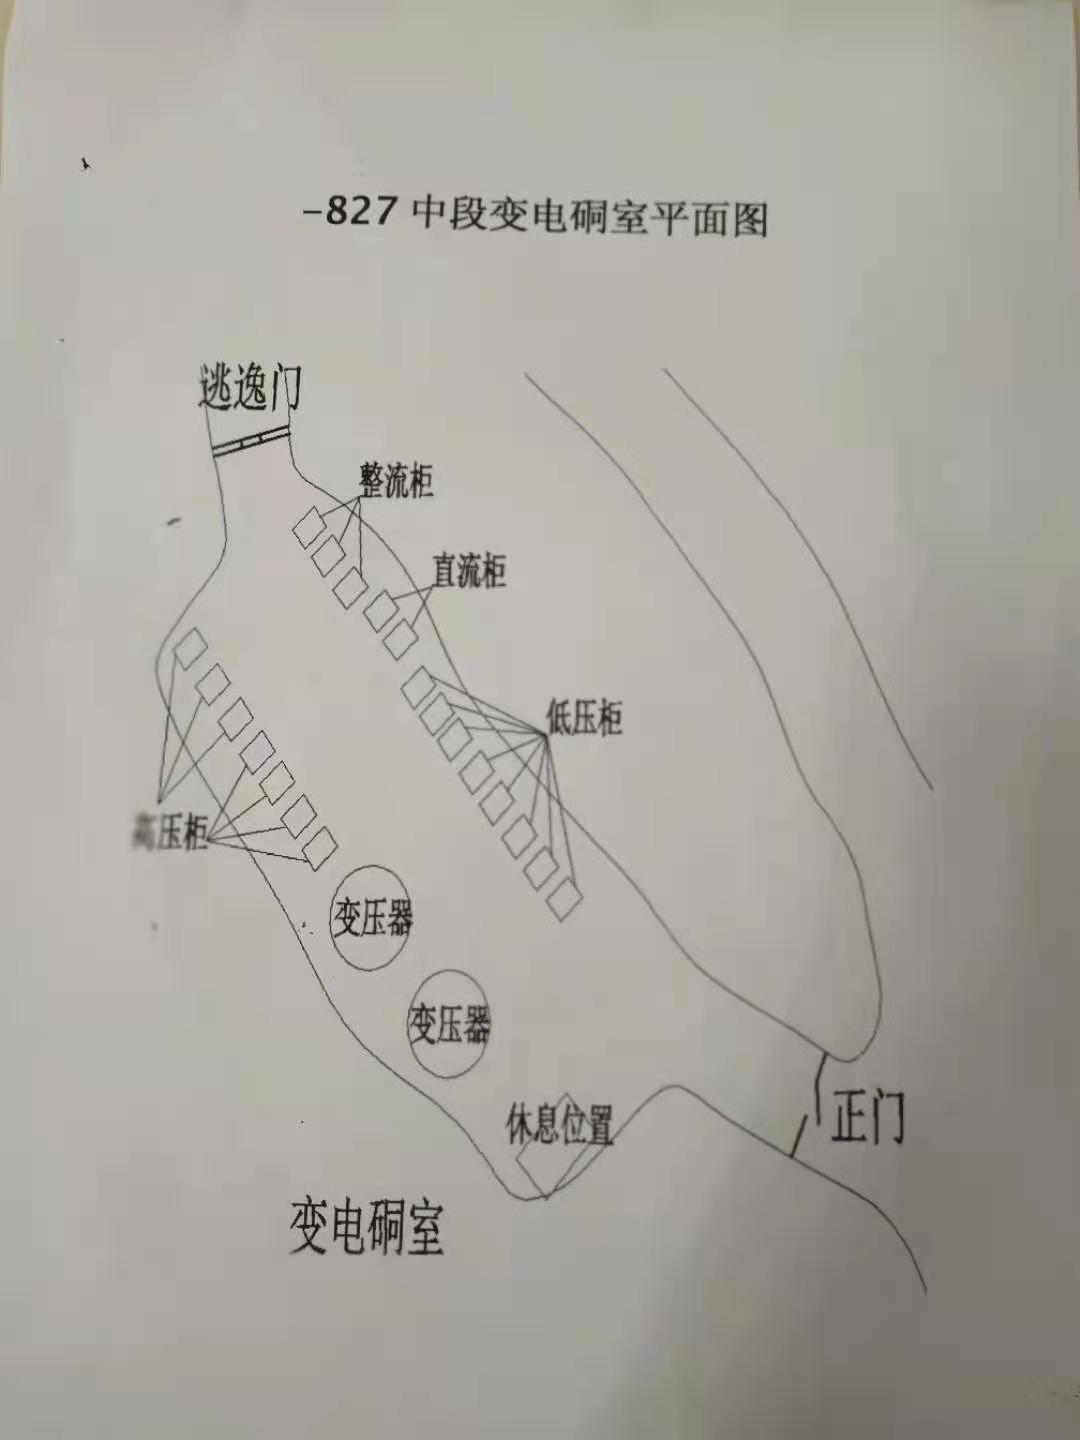 -827 中段变电硐室平面图
逃逸门
整流柜
直流柜
低压柜
高压柜
变压器
变压器
休息位置
正门
变电硐室